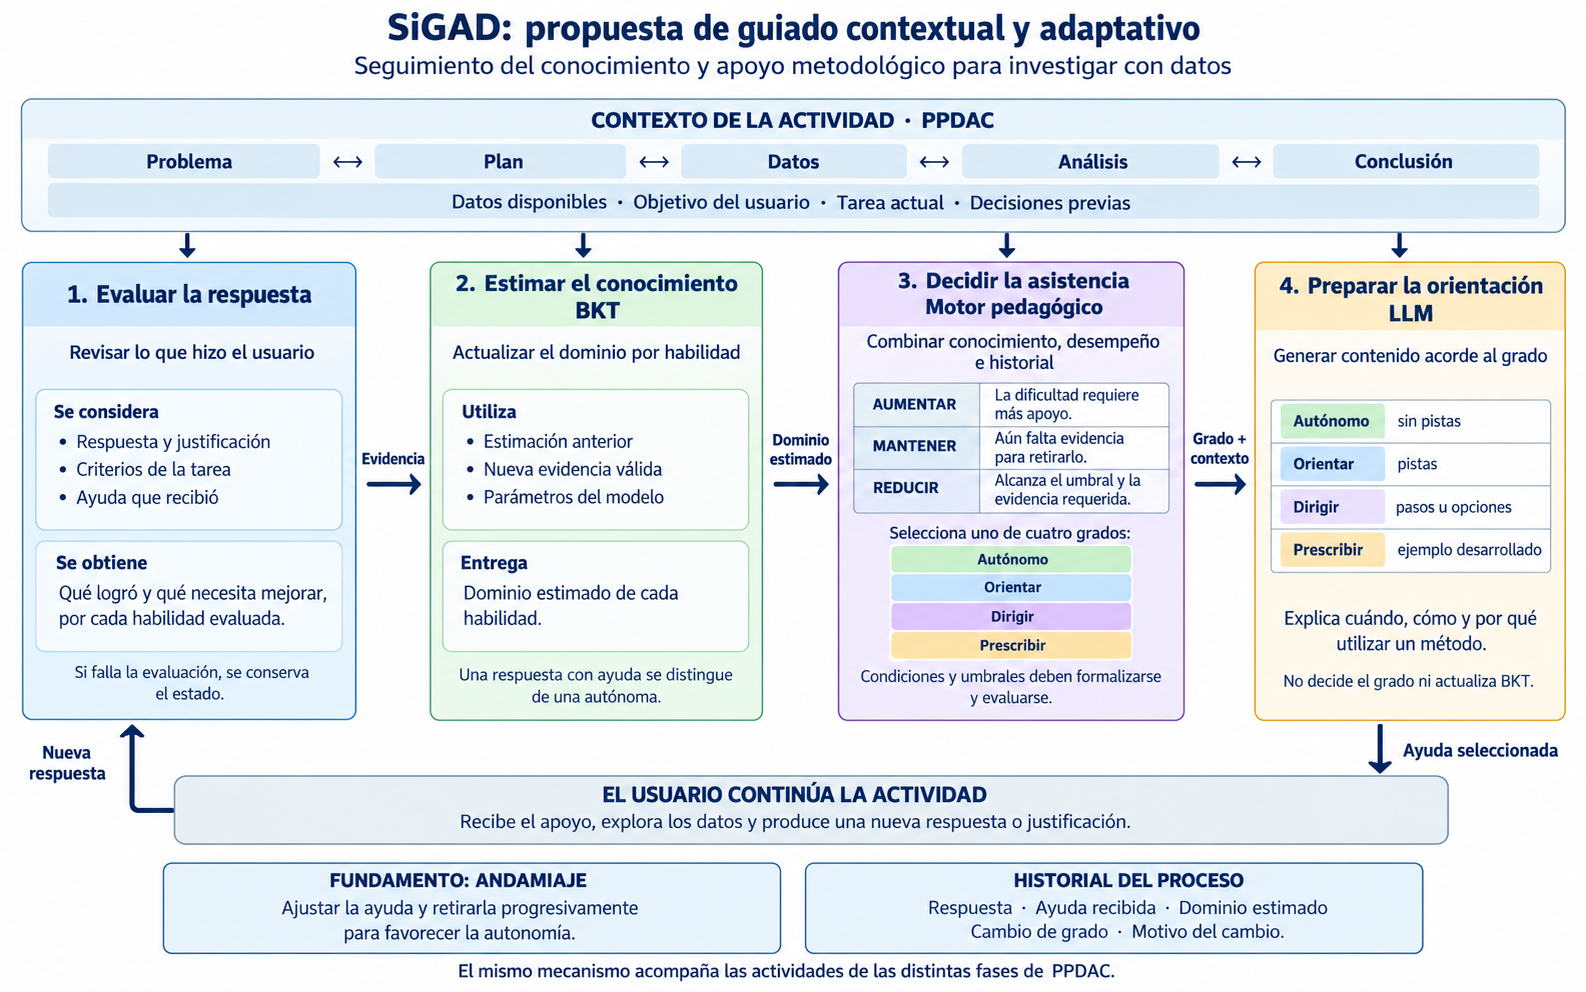 SiGAD: propuesta de guiado contextual y adaptativo
Seguimiento del conocimiento y apoyo metodológico para investigar con datos
CONTEXTO DE LA ACTIVIDAD · PPDAC
Problema ↔ Plan ↔ Datos ↔ Análisis ↔ Conclusión
Datos disponibles · Objetivo del usuario · Tarea actual · Decisiones previas
1. Evaluar la respuesta
Revisar lo que hizo el usuario
Se considera
• Respuesta y justificación
• Criterios de la tarea
• Ayuda que recibió
Se obtiene
Qué logró y qué necesita mejorar,
por cada habilidad evaluada.
Si falla la evaluación, se conserva
el estado.
Evidencia
2. Estimar el conocimiento
BKT
Actualizar el dominio por habilidad
Utiliza
• Estimación anterior
• Nueva evidencia válida
• Parámetros del modelo
Entrega
Dominio estimado de cada
habilidad.
Una respuesta con ayuda se distingue
de una autónoma.
Dominio
estimado
3. Decidir la asistencia
Motor pedagógico
Combinar conocimiento, desempeño
e historial
AUMENTAR
La dificultad requiere
más apoyo.
MANTENER
Aún falta evidencia
para retirarlo.
REDUCIR
Alcanza el umbral y la
evidencia requerida.
Selecciona uno de cuatro grados:
Autónomo
Orientar
Dirigir
Prescribir
Condiciones y umbrales deben formalizarse
y evaluarse.
Grado +
contexto
4. Preparar la orientación
LLM
Generar contenido acorde al grado
Autónomo sin pistas
Orientar pistas
Dirigir pasos u opciones
Prescribir ejemplo desarrollado
Explica cuándo, cómo y por qué
utilizar un método.
No decide el grado ni actualiza BKT.
Ayuda seleccionada
Nueva
respuesta
EL USUARIO CONTINÚA LA ACTIVIDAD
Recibe el apoyo, explora los datos y produce una nueva respuesta o justificación.
FUNDAMENTO: ANDAMIAJE
Ajustar la ayuda y retirarla progresivamente
para favorecer la autonomía.
HISTORIAL DEL PROCESO
Respuesta · Ayuda recibida · Dominio estimado
Cambio de grado · Motivo del cambio.
El mismo mecanismo acompaña las actividades de las distintas fases de PPDAC.